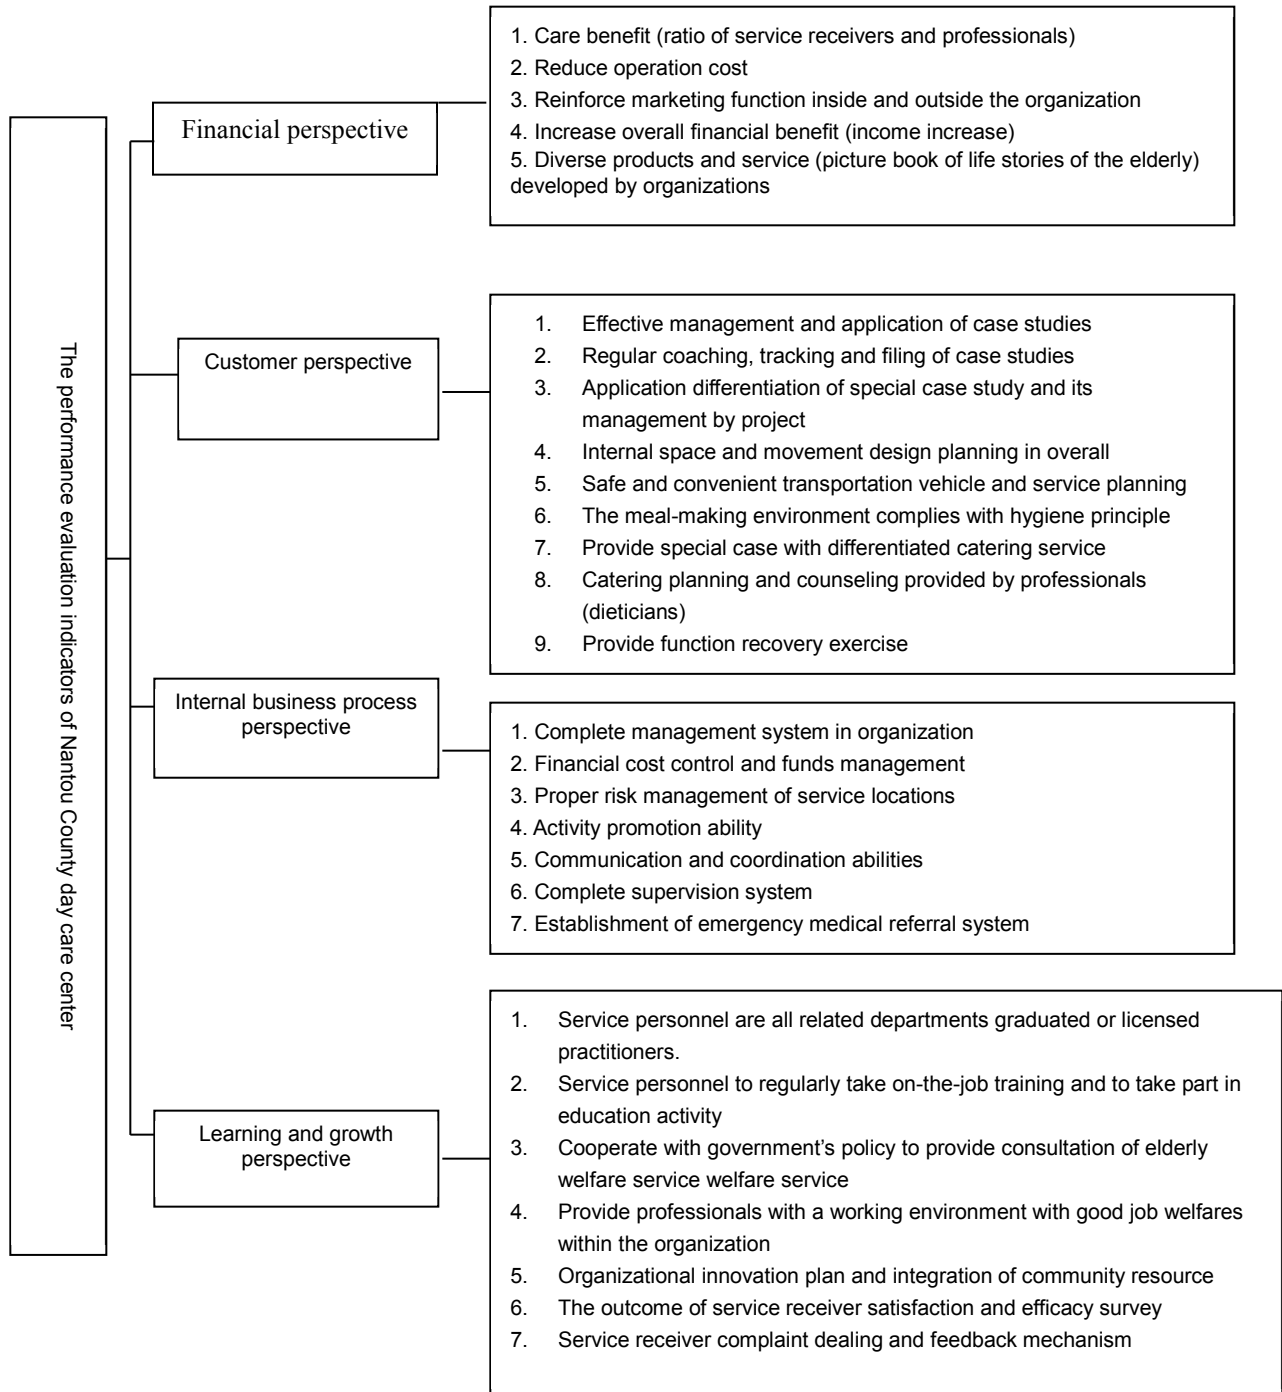 The performance evaluation indicators of Nantou County day care center
Financial perspective
1. Care benefit (ratio of service receivers and professionals)
2. Reduce operation cost
3. Reinforce marketing function inside and outside the organization
4. Increase overall financial benefit (income increase)
5. Diverse products and service (picture book of life stories of the elderly)
developed by organizations
Customer perspective
1. Effective management and application of case studies
2. Regular coaching, tracking and filing of case studies
3. Application differentiation of special case study and its
management by project
4. Internal space and movement design planning in overall
5. Safe and convenient transportation vehicle and service planning
6. The meal-making environment complies with hygiene principle
7. Provide special case with differentiated catering service
8. Catering planning and counseling provided by professionals
(dieticians)
9. Provide function recovery exercise
Internal business process
perspective
1. Complete management system in organization
2. Financial cost control and funds management
3. Proper risk management of service locations
4. Activity promotion ability
5. Communication and coordination abilities
6. Complete supervision system
7. Establishment of emergency medical referral system
Learning and growth
perspective
1. Service personnel are all related departments graduated or licensed
practitioners.
2. Service personnel to regularly take on-the-job training and to take part in
education activity
3. Cooperate with government’s policy to provide consultation of elderly
welfare service welfare service
4. Provide professionals with a working environment with good job welfares
within the organization
5. Organizational innovation plan and integration of community resource
6. The outcome of service receiver satisfaction and efficacy survey
7. Service receiver complaint dealing and feedback mechanism